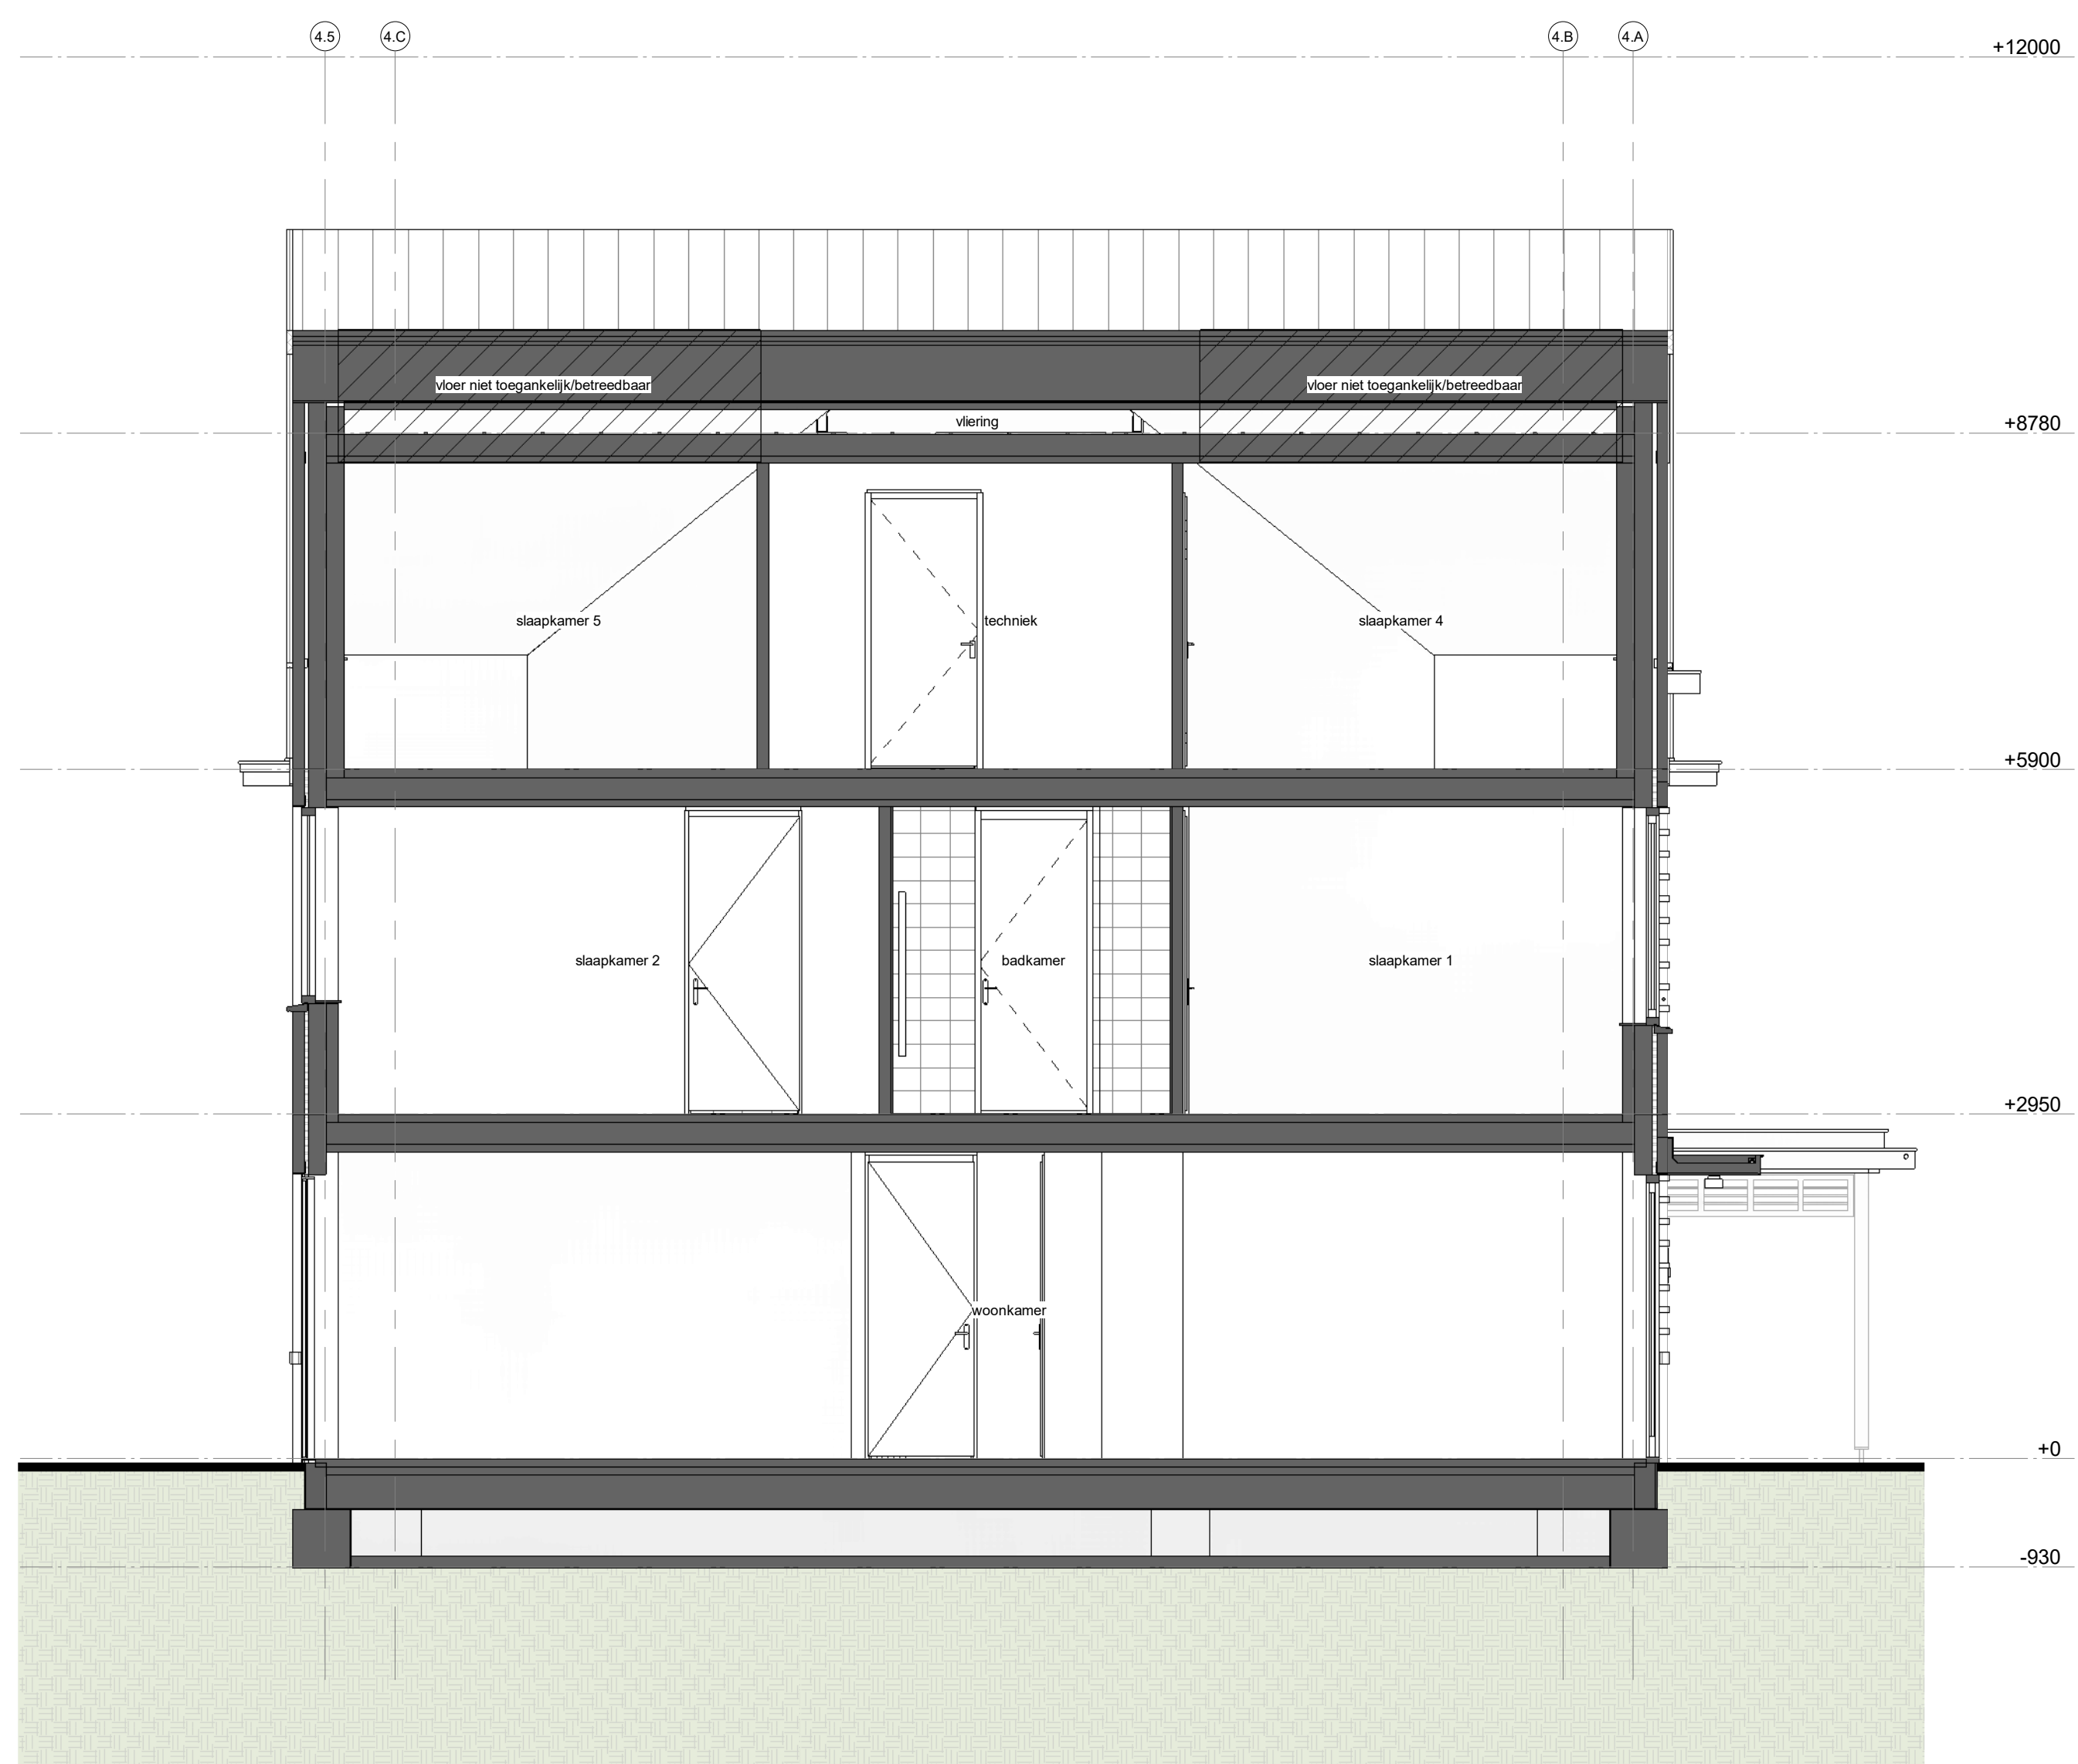 4.5 4.C 4.B 4.A
+12000
vloer niet toegankelijk/betreedbaar vloer niet toegankelijk/betreedbaar
vliering
+8780
slaapkamer 5 techniek slaapkamer 4
+5900
slaapkamer 2 badkamer slaapkamer 1
+2950
woonkamer
+0
-930